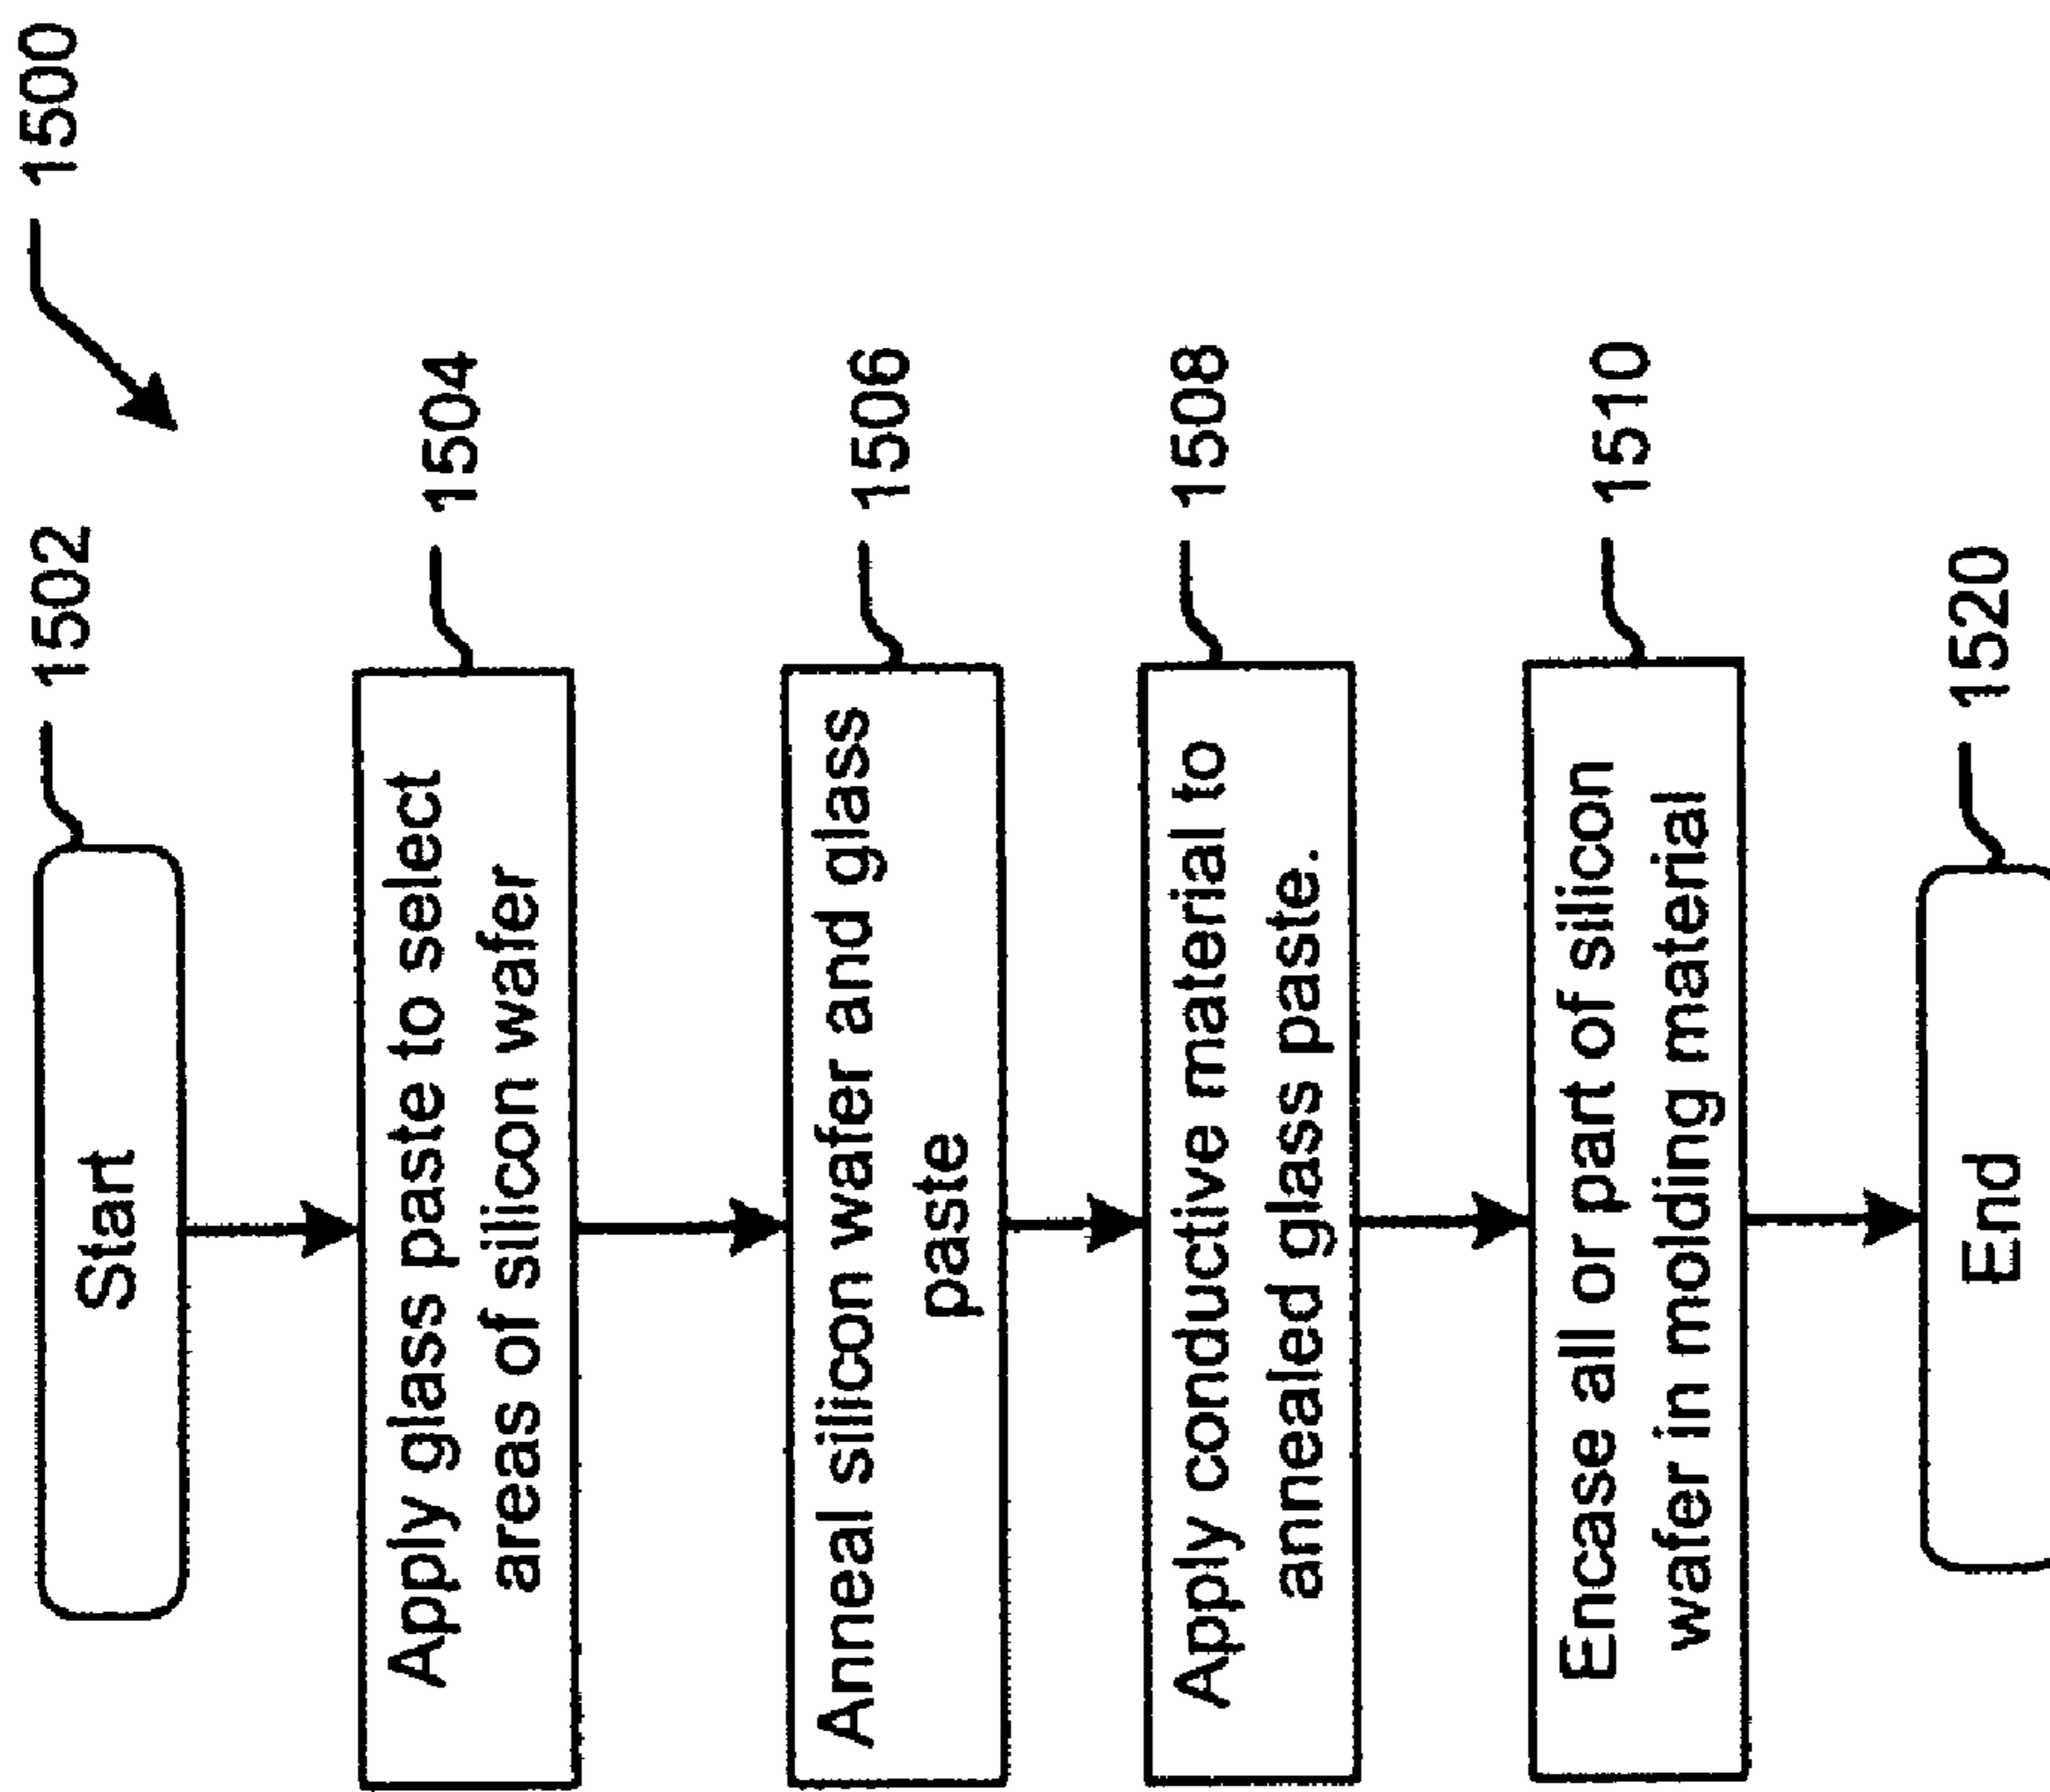 1500
1502
Start
1504
Apply glass paste to select
areas of silicon wafer
1506
Anneal silicon wafer and glass
paste
1508
Apply conductive material to
annealed glass paste.
1510
Encase all or part of silicon
wafer in molding material
1520
End